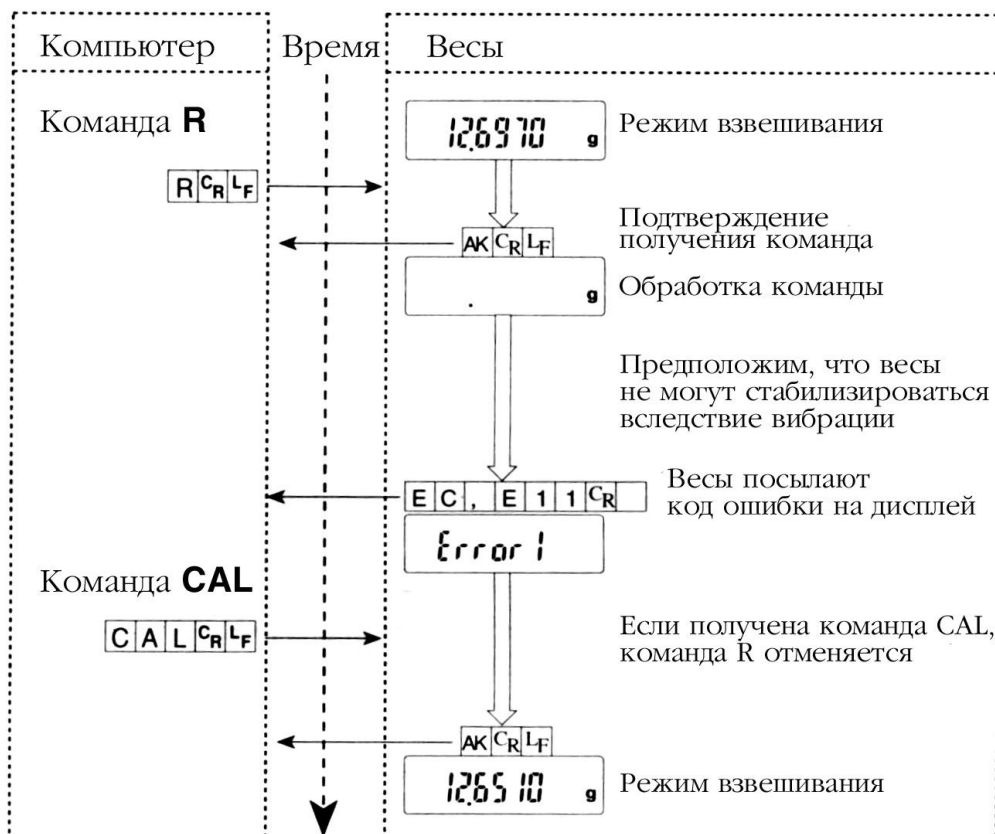 Компьютер
Время
Весы
Команда R
12.6970 g
Режим взвешивания
R CR LF
AK CR LF
Подтверждение
получения команда
. g
Обработка команды
Предположим, что весы
не могут стабилизироваться
вследствие вибрации
E C , E 1 1 CR
Весы посылают
код ошибки на дисплей
Error 1
Команда CAL
C A L CR LF
Если получена команда CAL,
команда R отменяется
AK CR LF
12.6510 g
Режим взвешивания